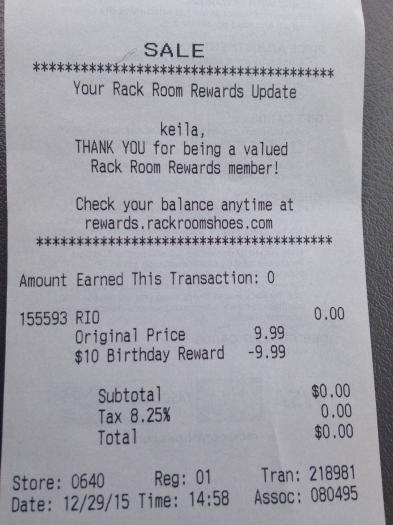 SALE
**************************************
Your Rack Room Rewards Update
keila,
THANK YOU for being a valued
Rack Room Rewards member!
Check your balance anytime at
rewards.rackroomshoes.com
**************************************
Amount Earned This Transaction: 0
155593 RIO 0.00
Original Price 9.99
$10 Birthday Reward -9.99
Subtotal $0.00
Tax 8.25% 0.00
Total $0.00
Store: 0640 Reg: 01 Tran: 218981
Date: 12/29/15 Time: 14:58 Assoc: 080495